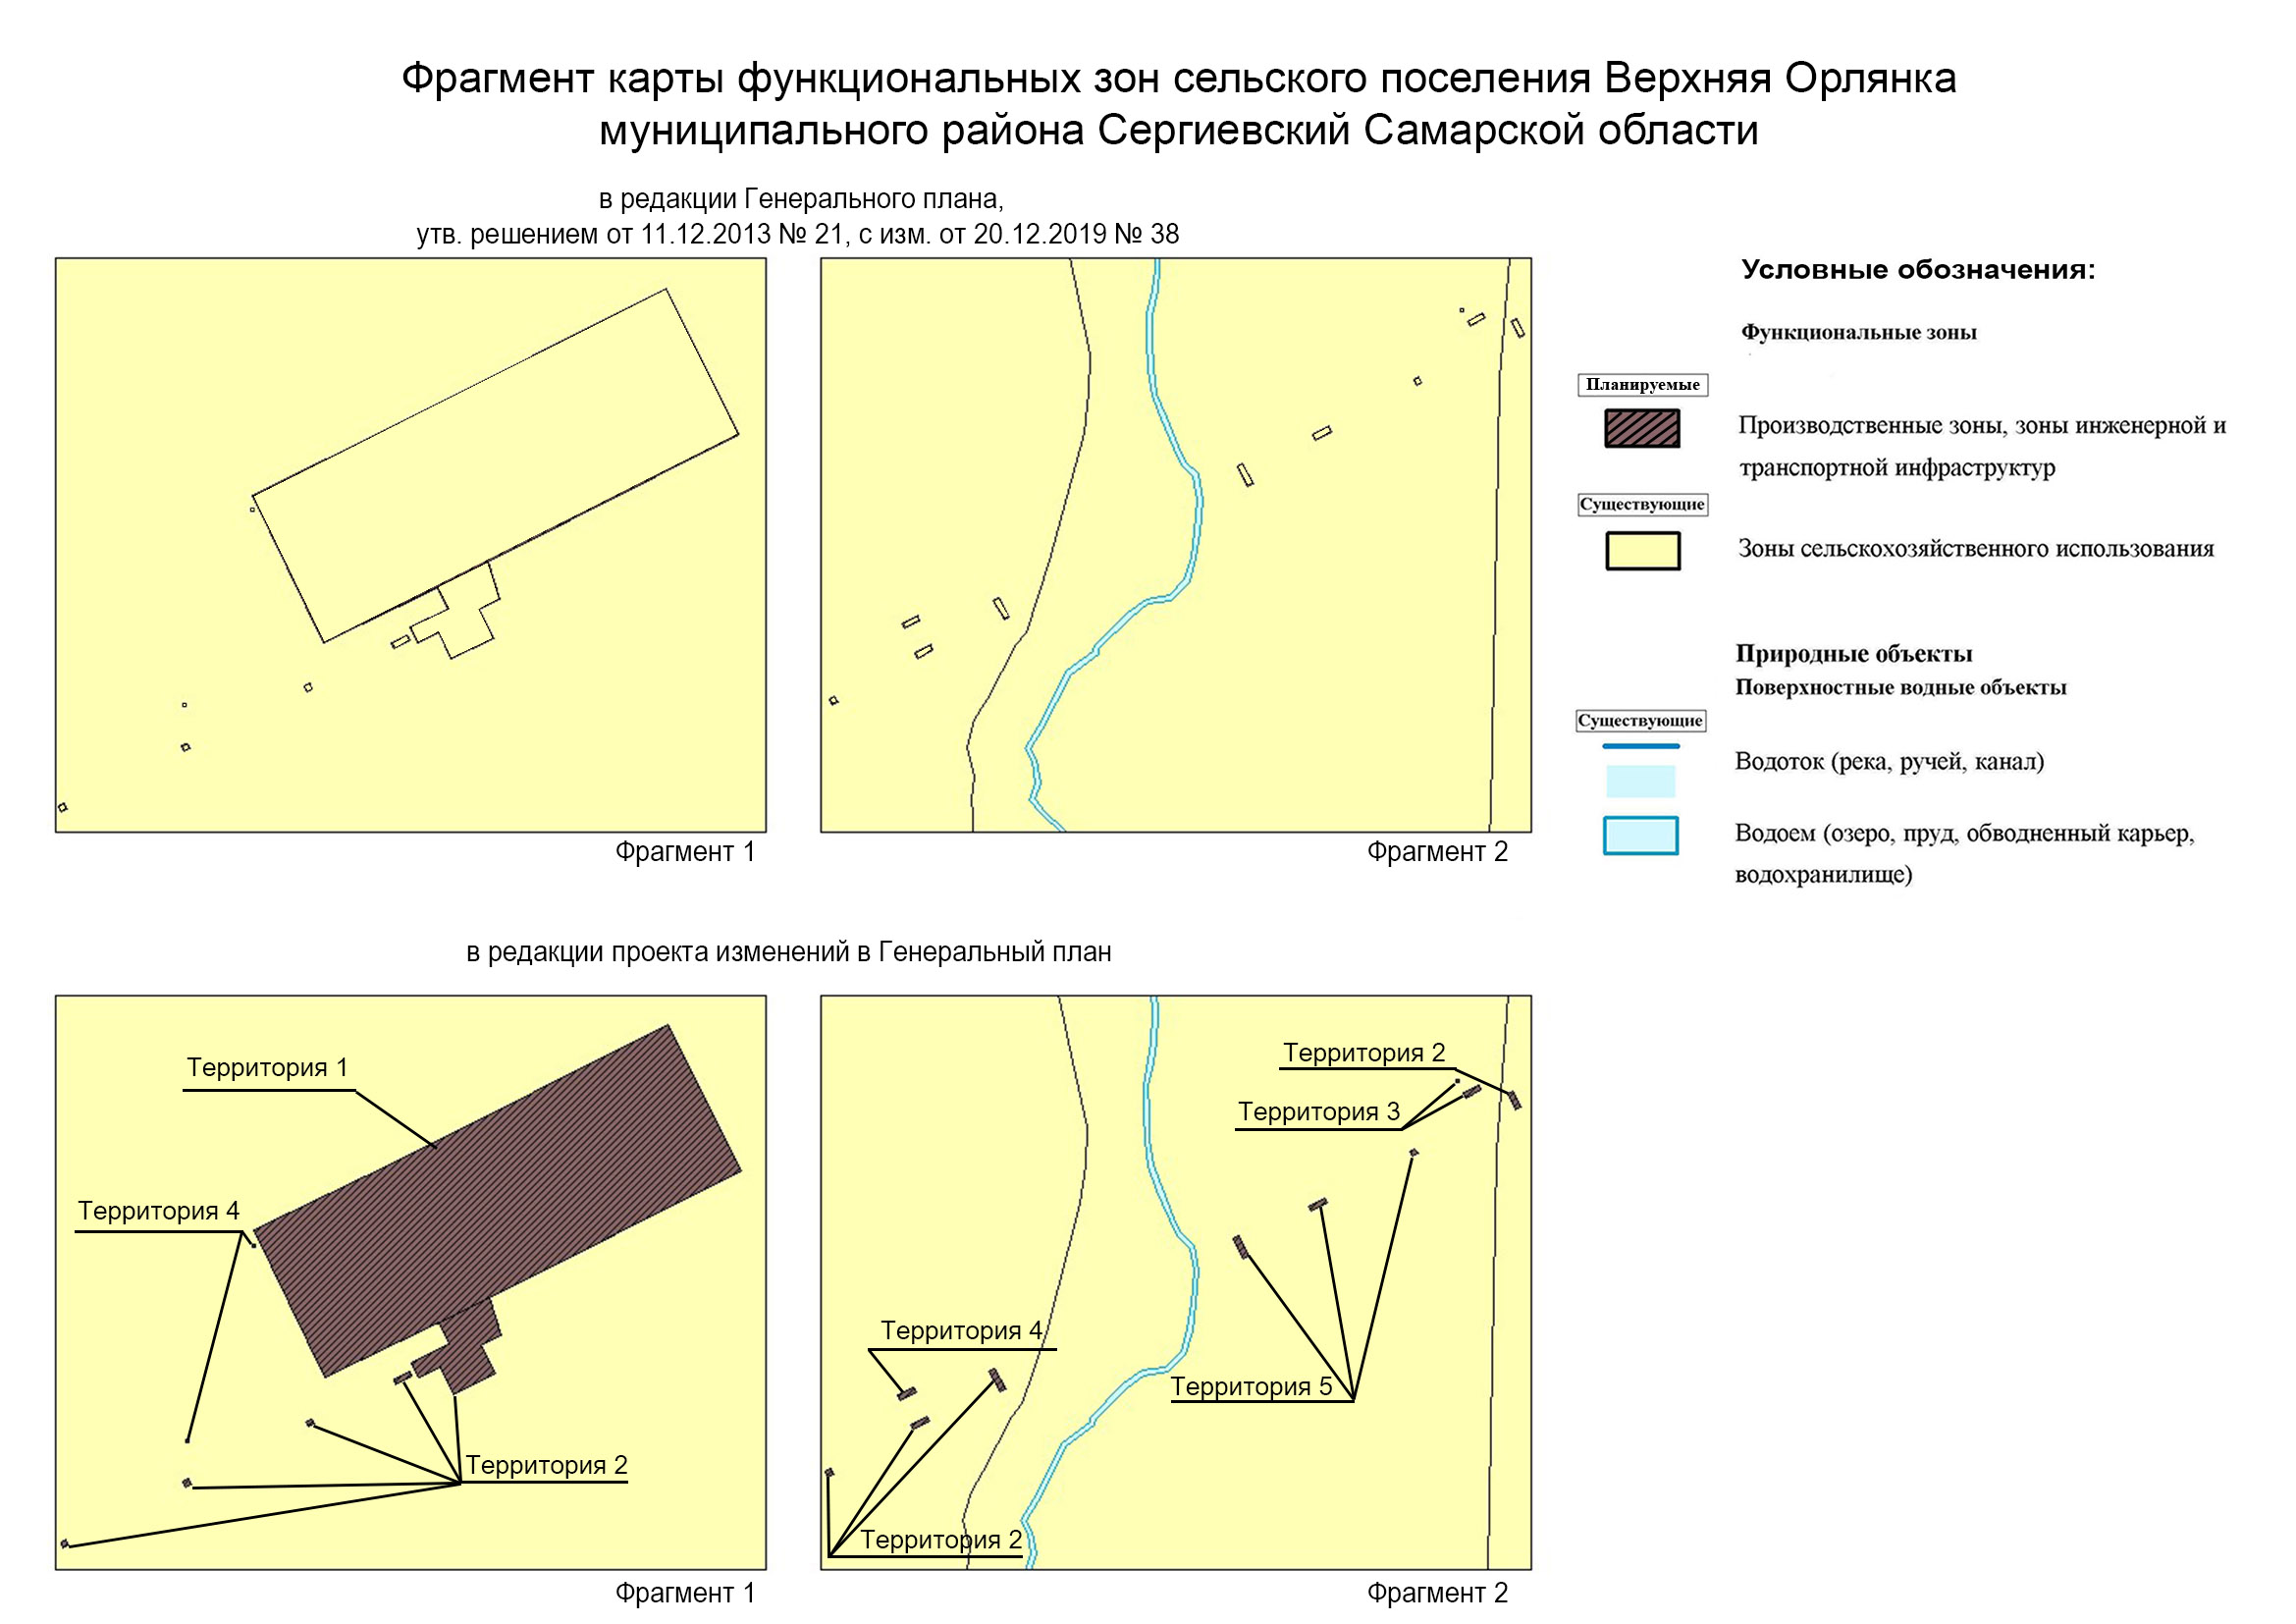 Фрагмент карты функциональных зон сельского поселения Верхняя Орлянка
муниципального района Сергиевский Самарской области
в редакции Генерального плана,
утв. решением от 11.12.2013 № 21, с изм. от 20.12.2019 № 38
Фрагмент 1
Фрагмент 2
Условные обозначения:
Функциональные зоны
Планируемые
Производственные зоны, зоны инженерной и
транспортной инфраструктур
Существующие
Зоны сельскохозяйственного использования
Природные объекты
Поверхностные водные объекты
Существующие
Водоток (река, ручей, канал)
Водоем (озеро, пруд, обводненный карьер,
водохранилище)
в редакции проекта изменений в Генеральный план
Территория 1
Территория 4
Территория 2
Фрагмент 1
Территория 2
Территория 3
Территория 4
Территория 5
Территория 2
Фрагмент 2